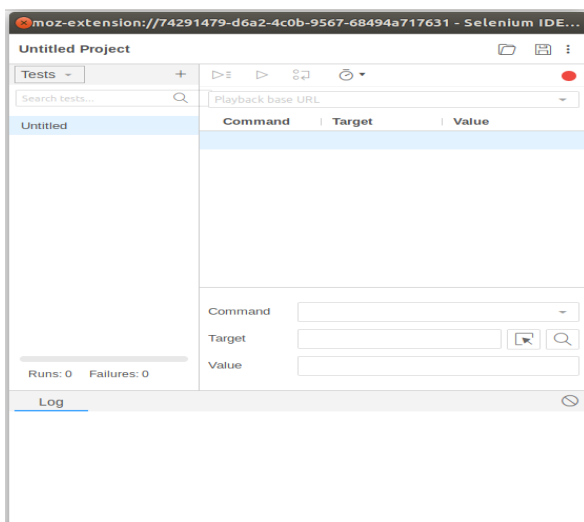 moz-extension://74291479-d6a2-4c0b-9567-68494a717631 - Selenium IDE...
Untitled Project
Tests
Search tests...
Untitled
Runs: 0 Failures: 0
Playback base URL
Command Target Value
Command
Target
Value
Log